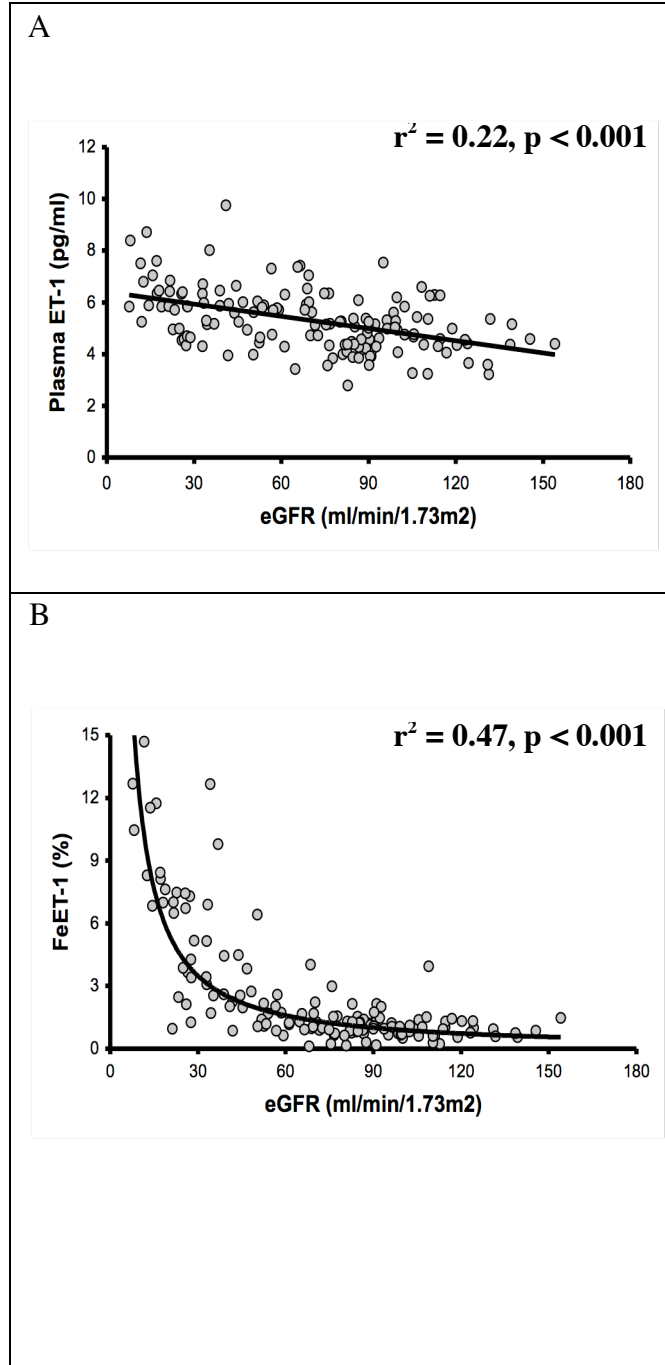 A
r² = 0.22, p < 0.001
12
10
8
6
4
2
0
Plasma ET-1 (pg/ml)
0 30 60 90 120 150 180
eGFR (ml/min/1.73m2)
B
r² = 0.47, p < 0.001
15
12
9
6
3
0
FeET-1 (%)
0 30 60 90 120 150 180
eGFR (ml/min/1.73m2)